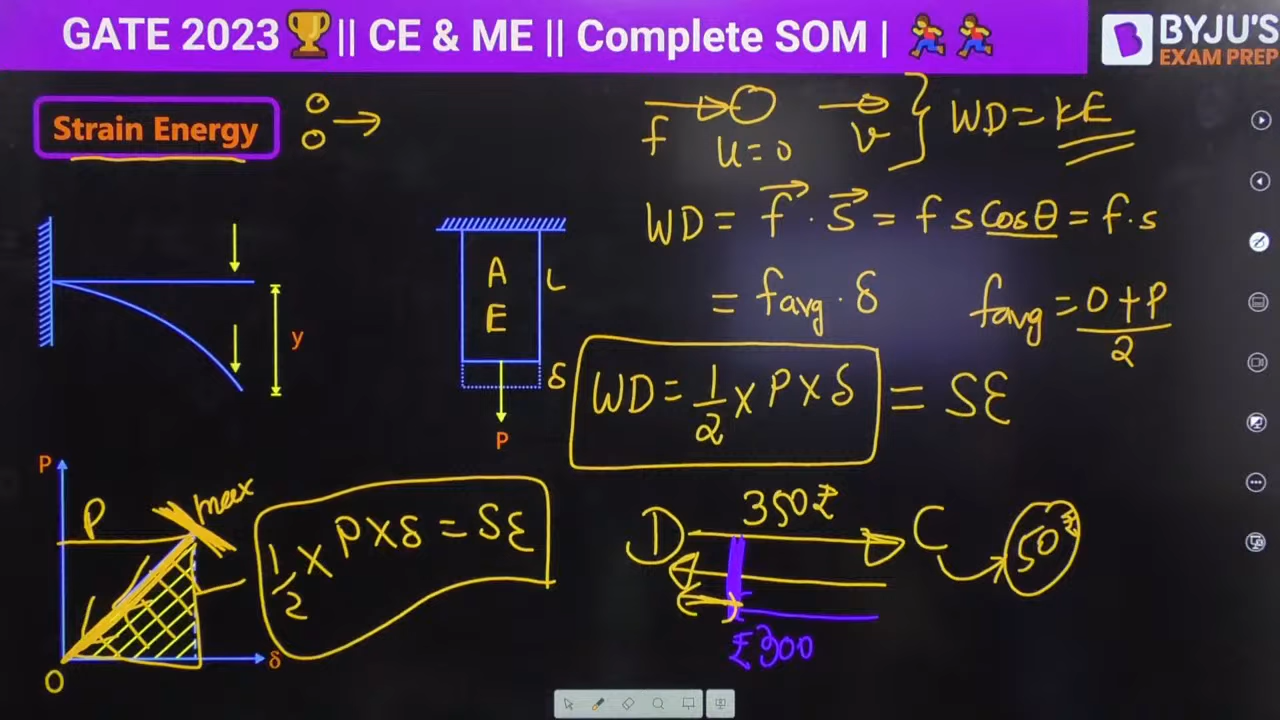 GATE 2023🏆|| CE & ME || Complete SOM | 🏃🏃
BYJU'S
EXAM PREP
Strain Energy
f u=0 v } WD=KE
WD = f⃗ · s⃗ = f s cosθ = f·s
= favg · δ favg = (0+P)/2
WD = 1/2 × P × δ = SE
A
E
L
δ
P
y
P
P
max
O
δ
1/2 × P × δ = SE
D 350₹ C 50₹
₹300